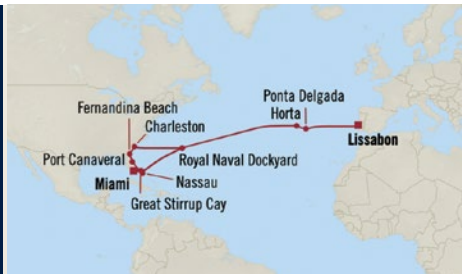 Ponta Delgada
Horta
Lissabon
Fernandina Beach
Charleston
Port Canaveral
Royal Naval Dockyard
Miami
Nassau
Great Stirrup Cay